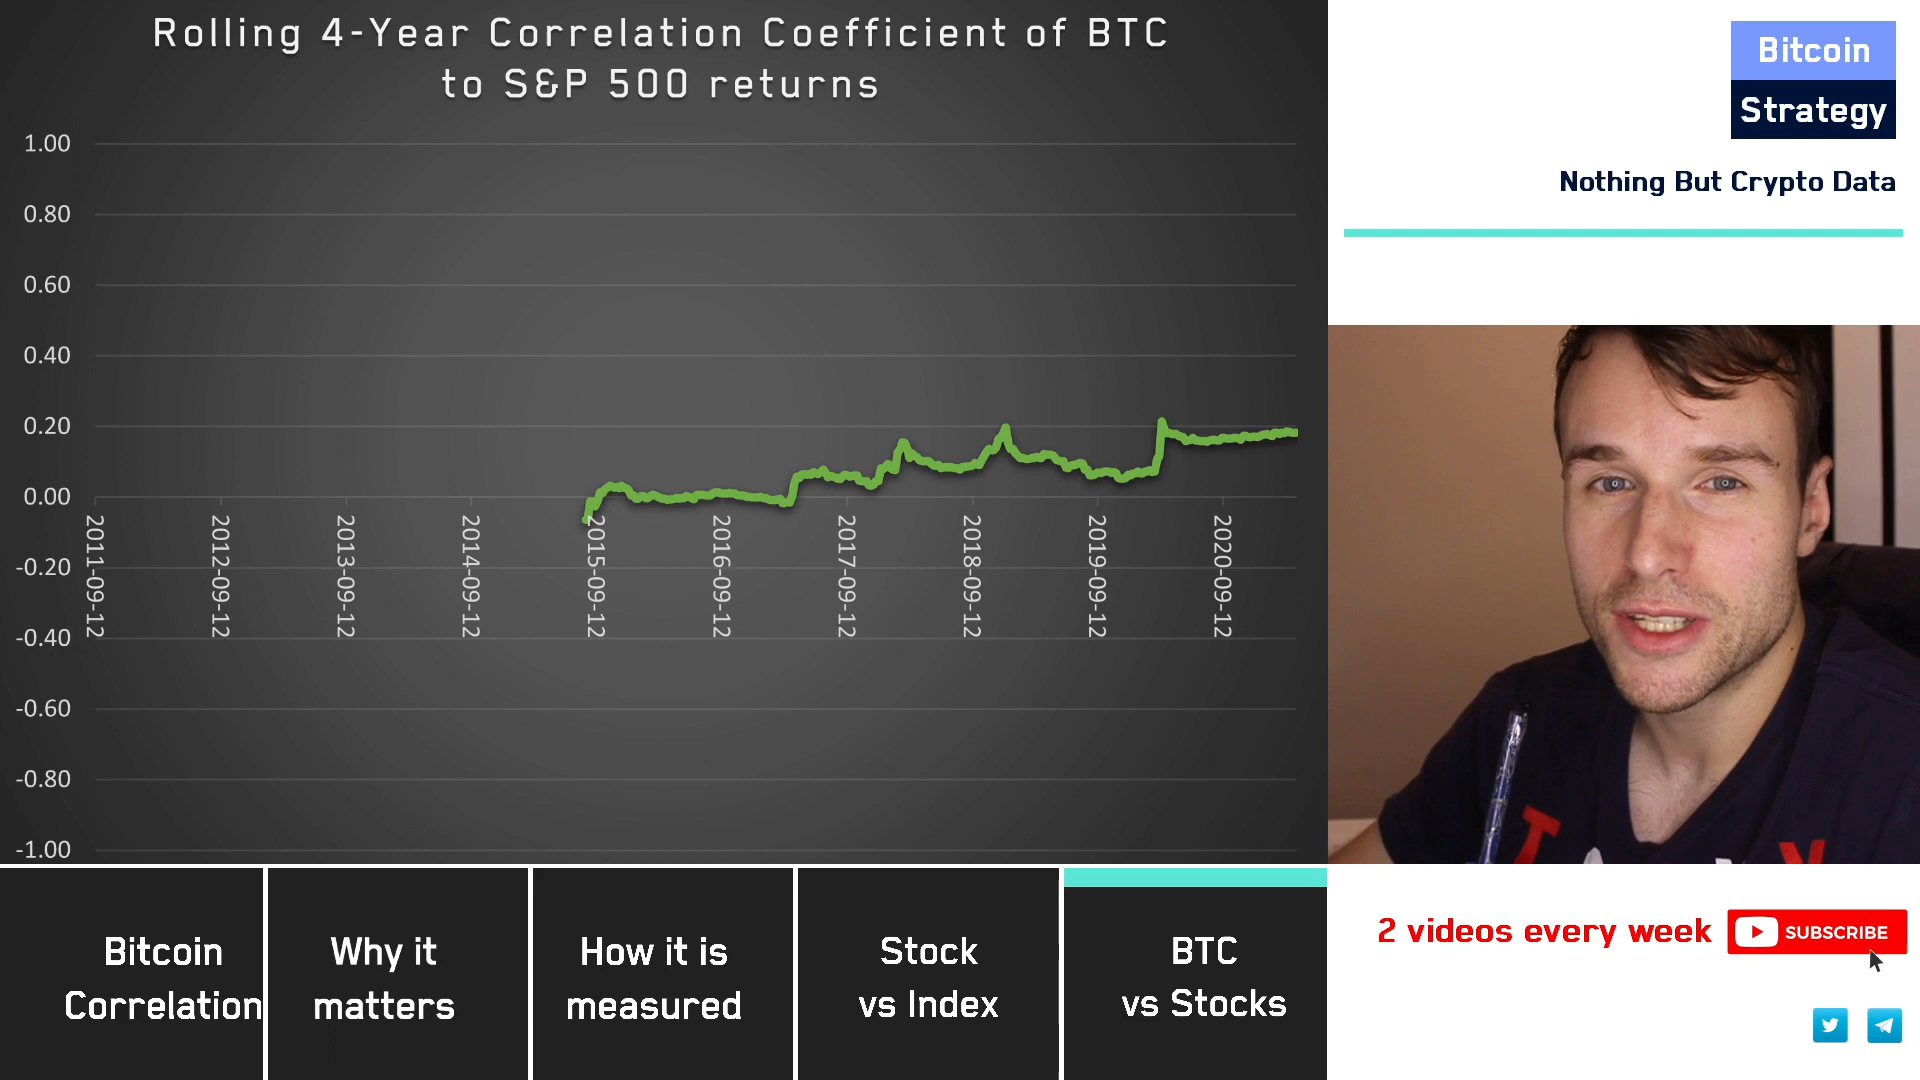 Rolling 4-Year Correlation Coefficient of BTC
to S&P 500 returns
1.00
0.80
0.60
0.40
0.20
0.00
-0.20
-0.40
-0.60
-0.80
-1.00
2011-09-12
2012-09-12
2013-09-12
2014-09-12
2015-09-12
2016-09-12
2017-09-12
2018-09-12
2019-09-12
2020-09-12
Bitcoin
Strategy
Nothing But Crypto Data
Bitcoin
Correlation
Why it
matters
How it is
measured
Stock
vs Index
BTC
vs Stocks
2 videos every week
SUBSCRIBE